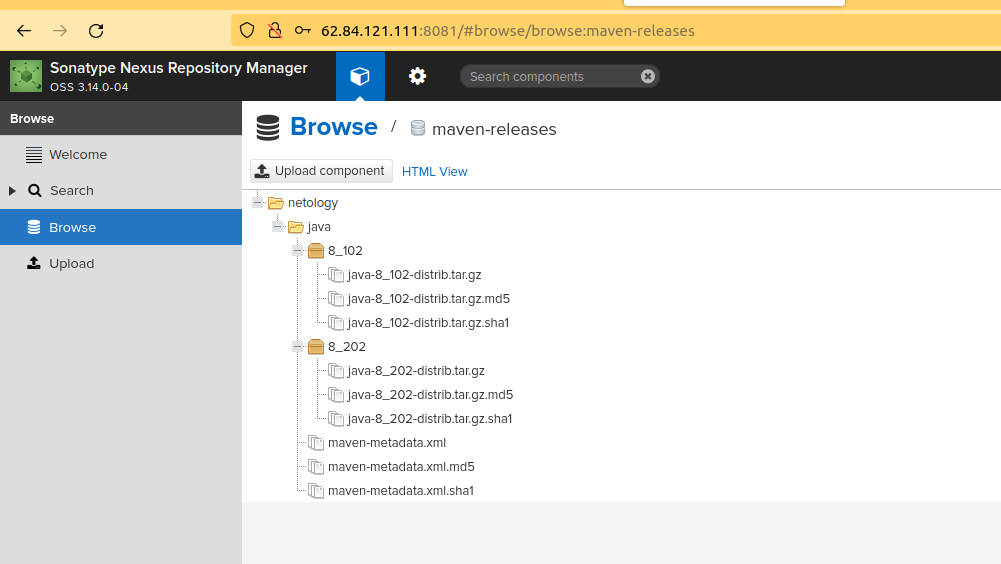 62.84.121.111:8081/#browse/browse:maven-releases
Sonatype Nexus Repository Manager
OSS 3.14.0-04
Search components
Browse
Browse / maven-releases
Welcome
Search
Browse
Upload
Upload component HTML View
netology
java
8_102
java-8_102-distrib.tar.gz
java-8_102-distrib.tar.gz.md5
java-8_102-distrib.tar.gz.sha1
8_202
java-8_202-distrib.tar.gz
java-8_202-distrib.tar.gz.md5
java-8_202-distrib.tar.gz.sha1
maven-metadata.xml
maven-metadata.xml.md5
maven-metadata.xml.sha1